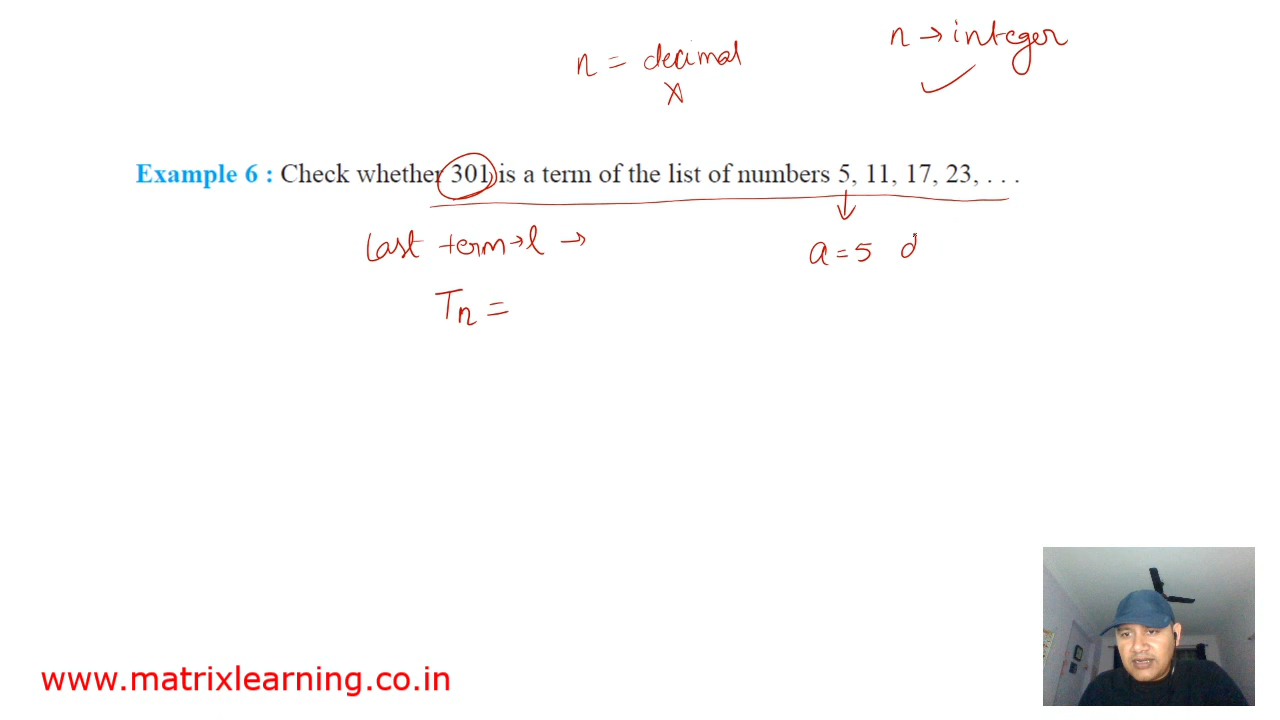 n = decimal
n → integer
Example 6 : Check whether 301 is a term of the list of numbers 5, 11, 17, 23, . . .
Last term→l →
a = 5 d
Tn =
www.matrixlearning.co.in